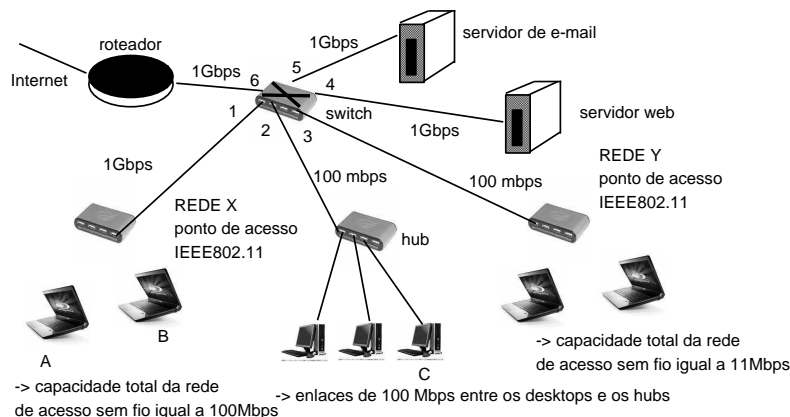 servidor de e-mail
roteador
1Gbps
Internet
1Gbps
5
6
4
1
switch
servidor web
2
3
1Gbps
1Gbps
REDE Y
ponto de acesso
IEEE802.11
100 mbps
100 mbps
REDE X
ponto de acesso
IEEE802.11
hub
A
B
C
-> capacidade total da rede
de acesso sem fio igual a 11Mbps
-> capacidade total da rede
de acesso sem fio igual a 100Mbps
-> enlaces de 100 Mbps entre os desktops e os hubs